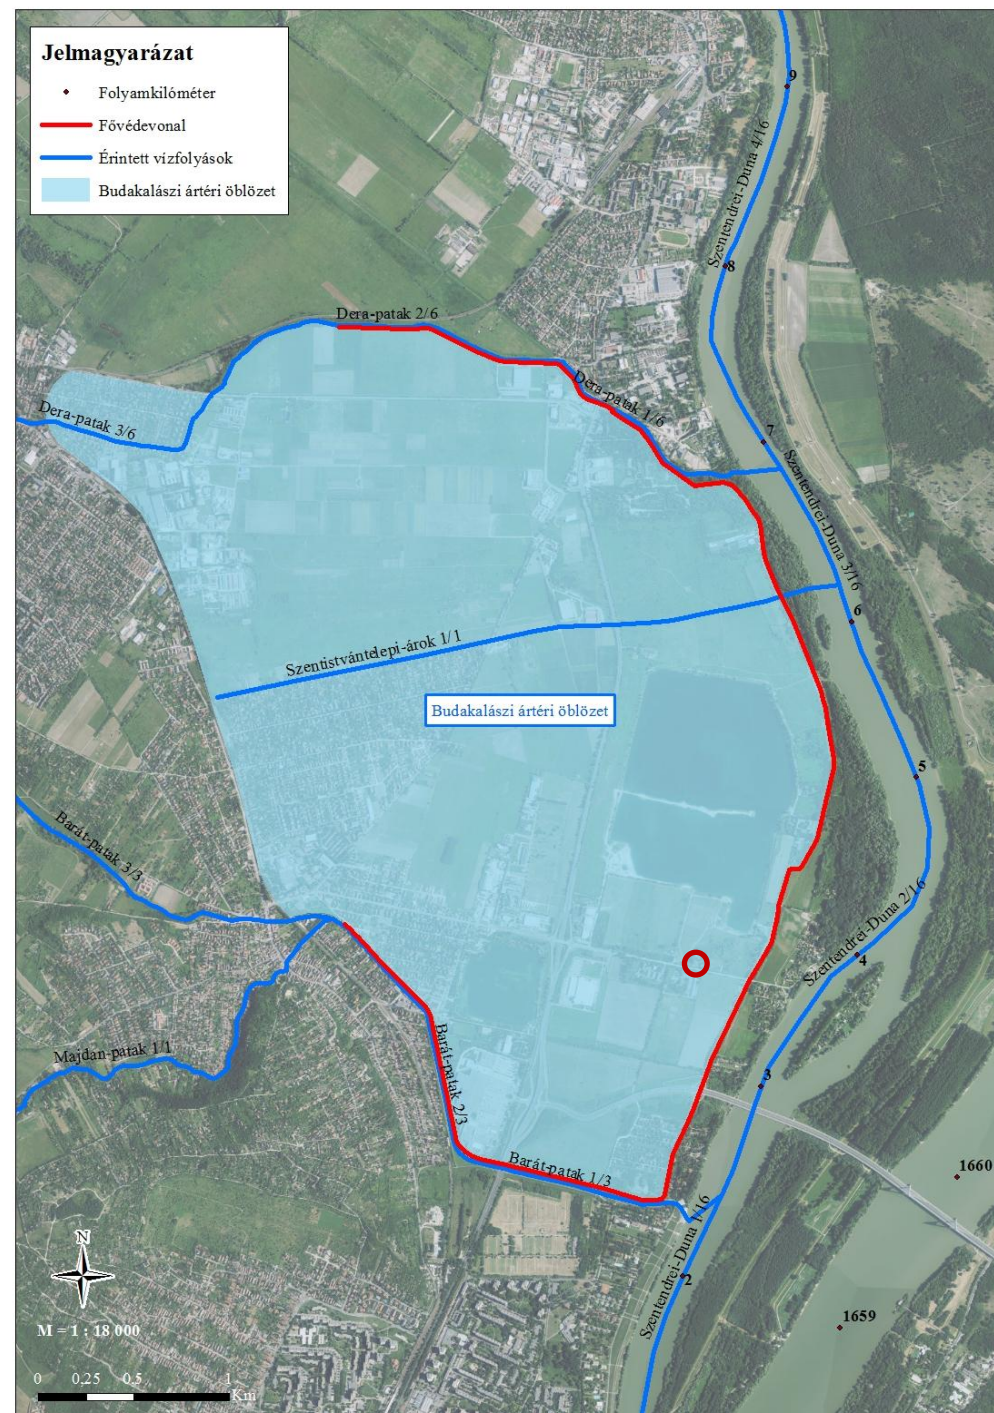 Jelmagyarázat
Folyamkilóméter
Fővédevonal
Érintett vízfolyások
Budakalászi ártéri öblözet
9
Szentendrei-Duna 4/16
8
Dera-patak 2/6
Dera-patak 1/6
Dera-patak 3/6
7
Szentendrei-Duna 3/16
6
Szentistvántelepi-árok 1/1
Budakalászi ártéri öblözet
5
Barát-patak 3/3
Szentendrei-Duna 2/16
4
Majdán-patak 1/1
Barát-patak 2/3
3
Barát-patak 1/3
1660
Szentendrei-Duna 1/16
2
N
1659
M = 1 : 18 000
0 0,25 0,5 1
Km